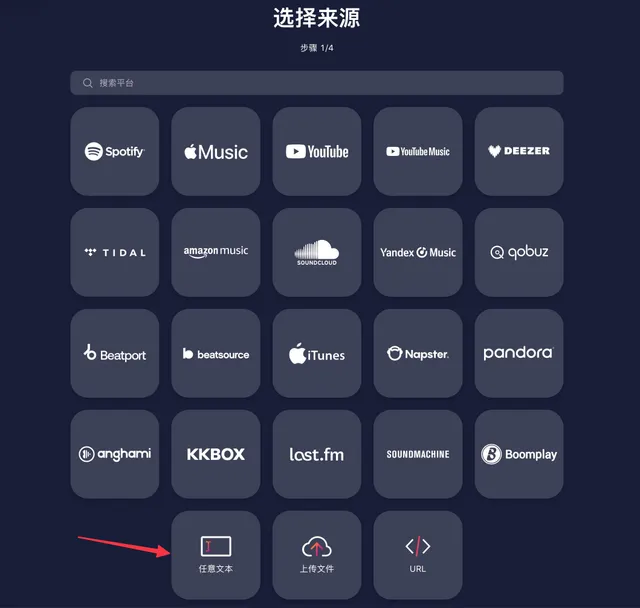 选择来源
步骤 1/4
搜索平台
Spotify
Music
YouTube
YouTube Music
DEEZER
TIDAL
amazon music
SOUNDCLOUD
Yandex Music
qobuz
Beatport
beatsource
iTunes
Napster
pandora
anghami
KKBOX
last.fm
SOUNDMACHINE
Boomplay
任意文本
上传文件
URL